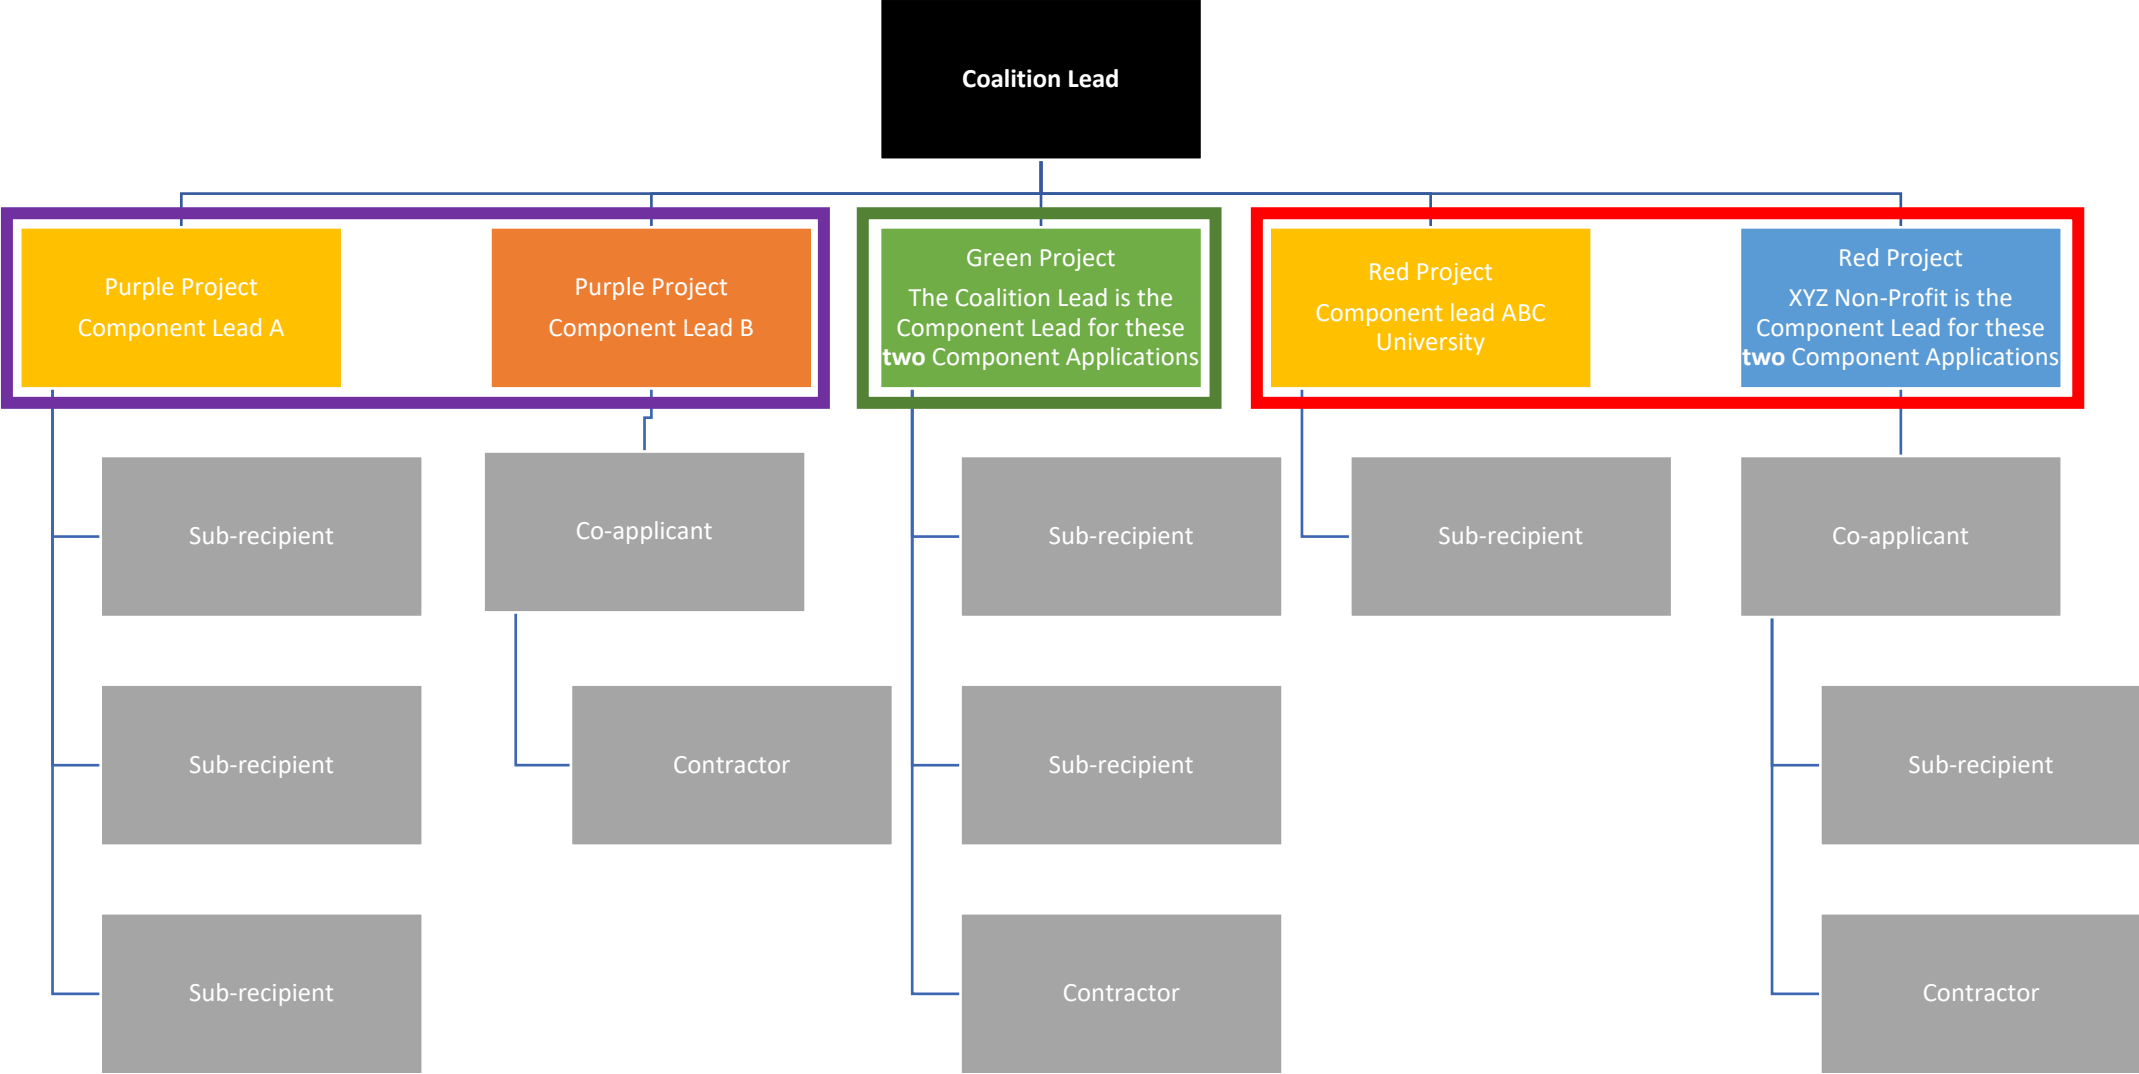 Coalition Lead
Purple Project
Component Lead A
Purple Project
Component Lead B
Green Project
The Coalition Lead is the
Component Lead for these
two Component Applications
Red Project
Component lead ABC
University
Red Project
XYZ Non-Profit is the
Component Lead for these
two Component Applications
Sub-recipient
Co-applicant
Sub-recipient
Sub-recipient
Co-applicant
Sub-recipient
Contractor
Sub-recipient
Sub-recipient
Sub-recipient
Contractor
Contractor